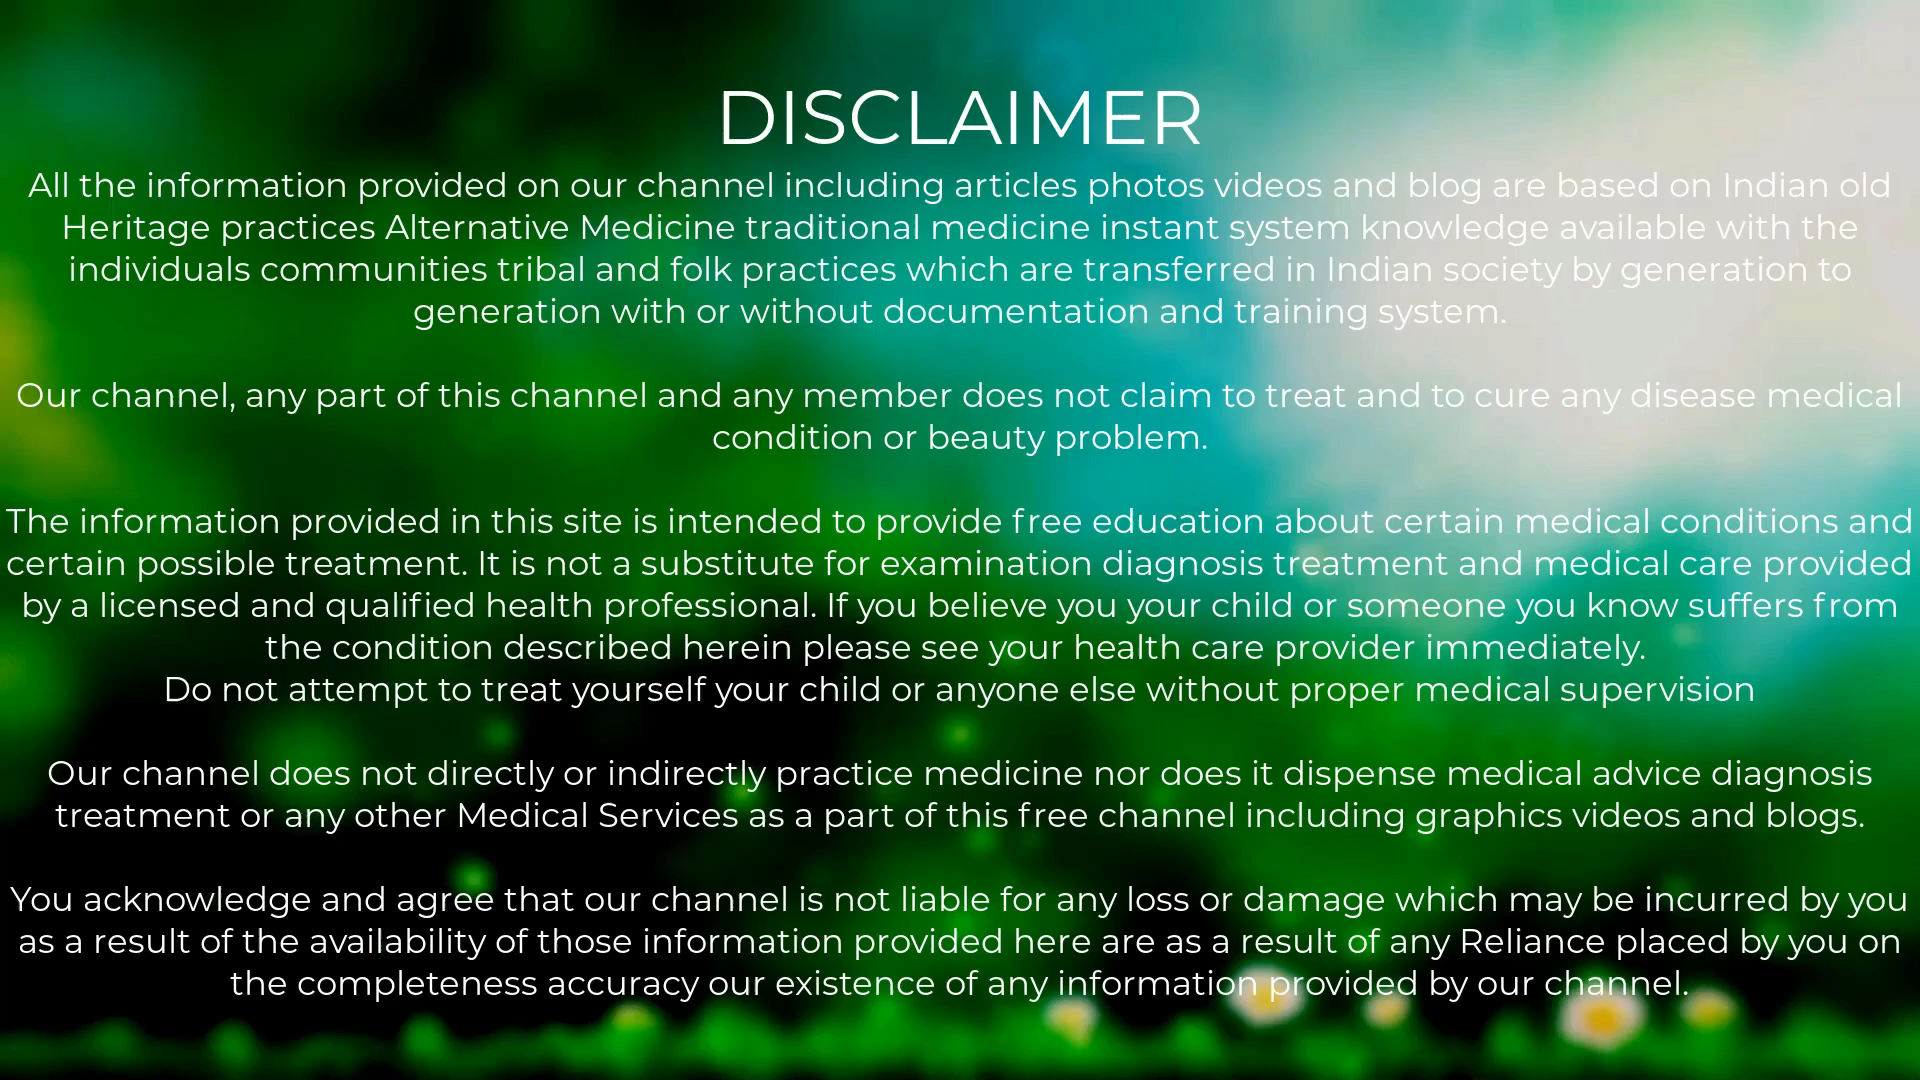 DISCLAIMER
All the information provided on our channel including articles photos videos and blog are based on Indian old
Heritage practices Alternative Medicine traditional medicine instant system knowledge available with the
individuals communities tribal and folk practices which are transferred in Indian society by generation to
generation with or without documentation and training system.
Our channel, any part of this channel and any member does not claim to treat and to cure any disease medical
condition or beauty problem.
The information provided in this site is intended to provide free education about certain medical conditions and
certain possible treatment. It is not a substitute for examination diagnosis treatment and medical care provided
by a licensed and qualified health professional. If you believe you your child or someone you know suffers from
the condition described herein please see your health care provider immediately.
Do not attempt to treat yourself your child or anyone else without proper medical supervision
Our channel does not directly or indirectly practice medicine nor does it dispense medical advice diagnosis
treatment or any other Medical Services as a part of this free channel including graphics videos and blogs.
You acknowledge and agree that our channel is not liable for any loss or damage which may be incurred by you
as a result of the availability of those information provided here are as a result of any Reliance placed by you on
the completeness accuracy our existence of any information provided by our channel.